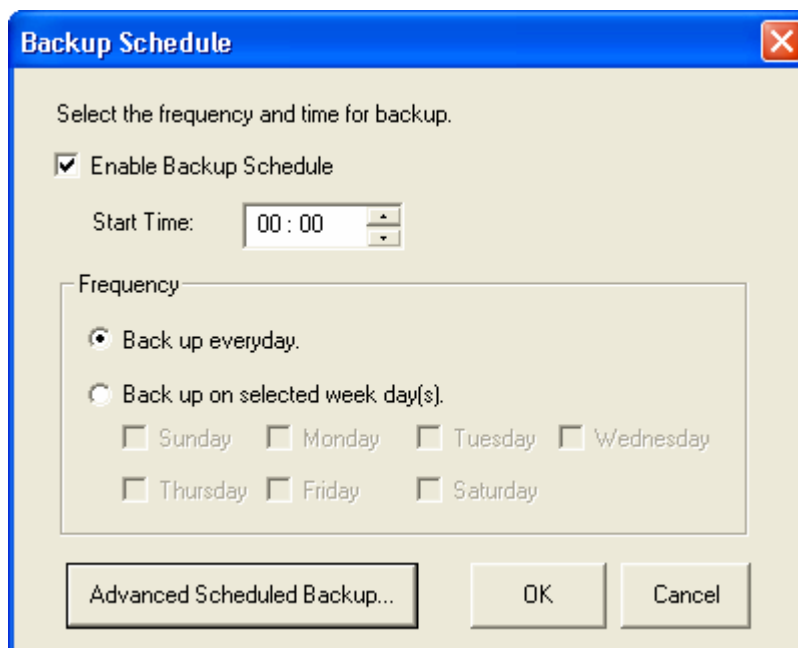 Backup Schedule
Select the frequency and time for backup.
Enable Backup Schedule
Start Time: 00 : 00
Frequency
Back up everyday.
Back up on selected week day(s).
Sunday Monday Tuesday Wednesday
Thursday Friday Saturday
Advanced Scheduled Backup... OK Cancel